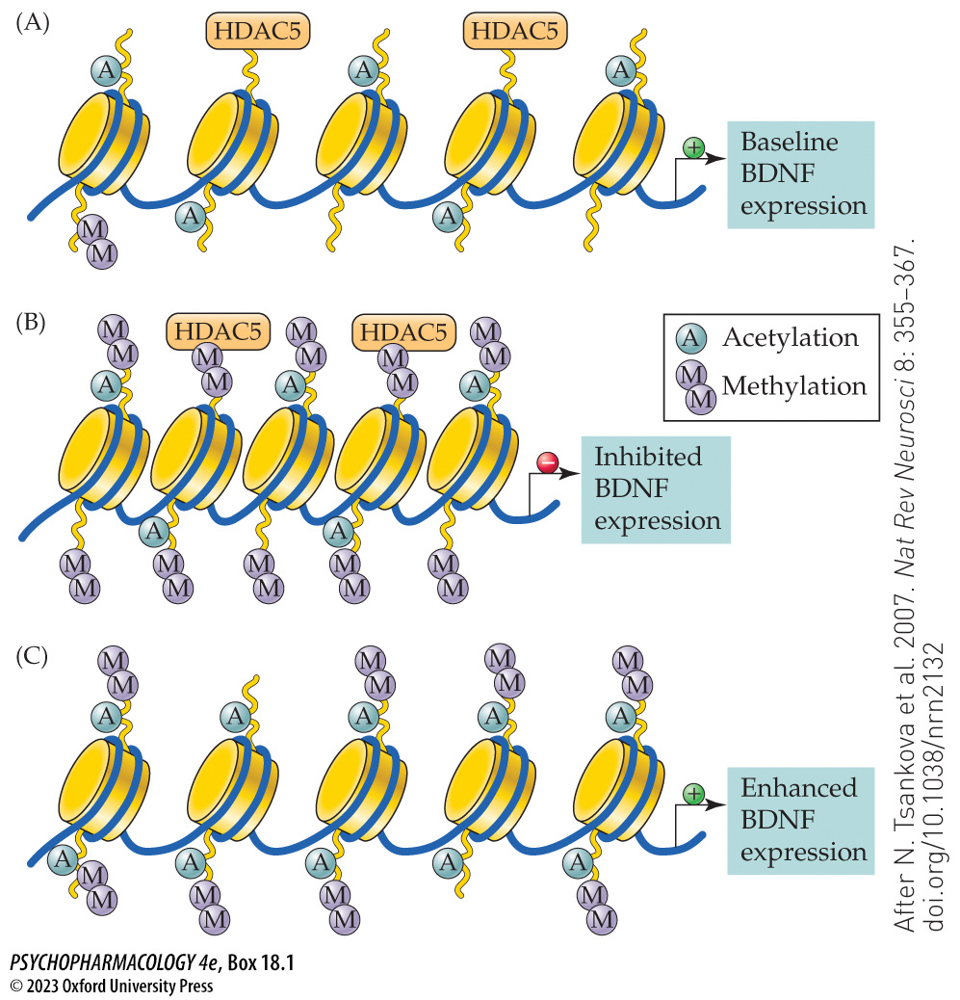 (A)
HDAC5
HDAC5
A
A
A
A
A
M
M
+
Baseline
BDNF
expression
(B)
M
M
HDAC5
M
M
M
M
HDAC5
M
M
M
M
A
A
A
A
A
M
M
M
M
M
M
M
M
M
M
−
Inhibited
BDNF
expression
A Acetylation
M
M Methylation
(C)
M
M
M
M
M
M
M
M
A
A
A
A
A
A
M
M
A
M
M
A
M
M
A
A
M
M
+
Enhanced
BDNF
expression
After N. Tsankova et al. 2007. Nat Rev Neurosci 8: 355–367.
doi.org/10.1038/nrn2132
PSYCHOPHARMACOLOGY 4e, Box 18.1
© 2023 Oxford University Press